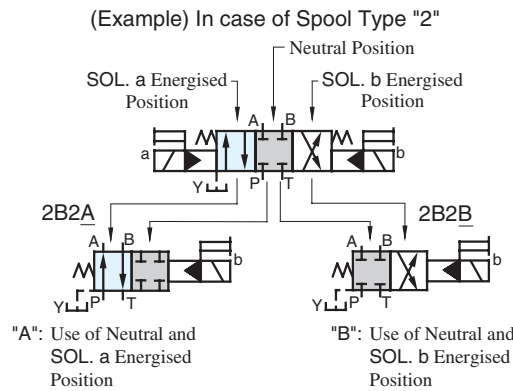 (Example) In case of Spool Type "2"
Neutral Position
SOL. a Energised
Position
SOL. b Energised
Position
A B
a
b
Y
P T
2B2A
2B2B
A B
b
Y
P T
A B
b
Y
P T
"A": Use of Neutral and
SOL. a Energised
Position
"B": Use of Neutral and
SOL. b Energised
Position